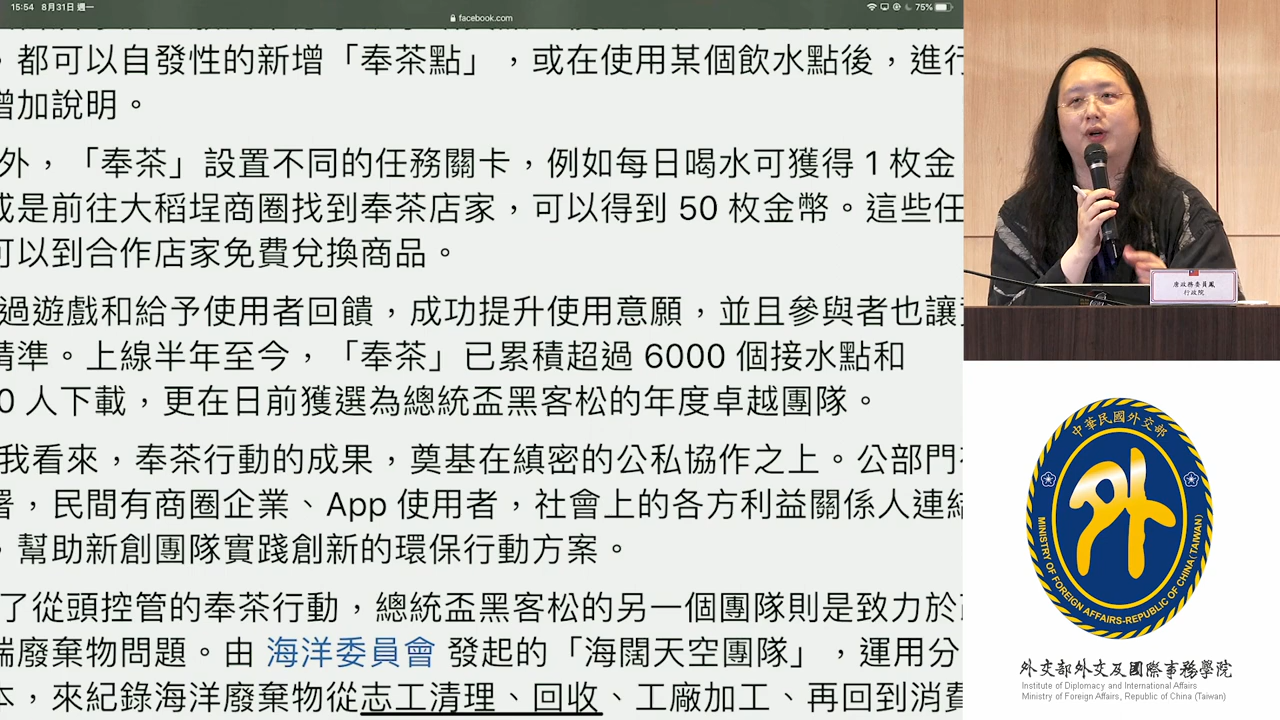 15:54 8月31日 週一
facebook.com
75%
，都可以自發性的新增「奉茶點」，或在使用某個飲水點後，進行
增加說明。
外，「奉茶」設置不同的任務關卡，例如每日喝水可獲得 1 枚金
或是前往大稻埕商圈找到奉茶店家，可以得到 50 枚金幣。這些任
可以到合作店家免費兌換商品。
過遊戲和給予使用者回饋，成功提升使用意願，並且參與者也讓
精準。上線半年至今，「奉茶」已累積超過 6000 個接水點和
0 人下載，更在日前獲選為總統盃黑客松的年度卓越團隊。
我看來，奉茶行動的成果，奠基在縝密的公私協作之上。公部門
署，民間有商圈企業、App 使用者，社會上的各方利益關係人連結
，幫助新創團隊實踐創新的環保行動方案。
了從頭控管的奉茶行動，總統盃黑客松的另一個團隊則是致力於
端廢棄物問題。由 海洋委員會 發起的「海闊天空團隊」，運用分
本，來紀錄海洋廢棄物從志工清理、回收、工廠加工、再回到消費
唐政務委員鳳
行政院
中華民國外交部
外
MINISTRY OF FOREIGN AFFAIRS-REPUBLIC OF CHINA(TAIWAN)
外交部外交及國際事務學院
Institute of Diplomacy and International Affairs
Ministry of Foreign Affairs, Republic of China (Taiwan)